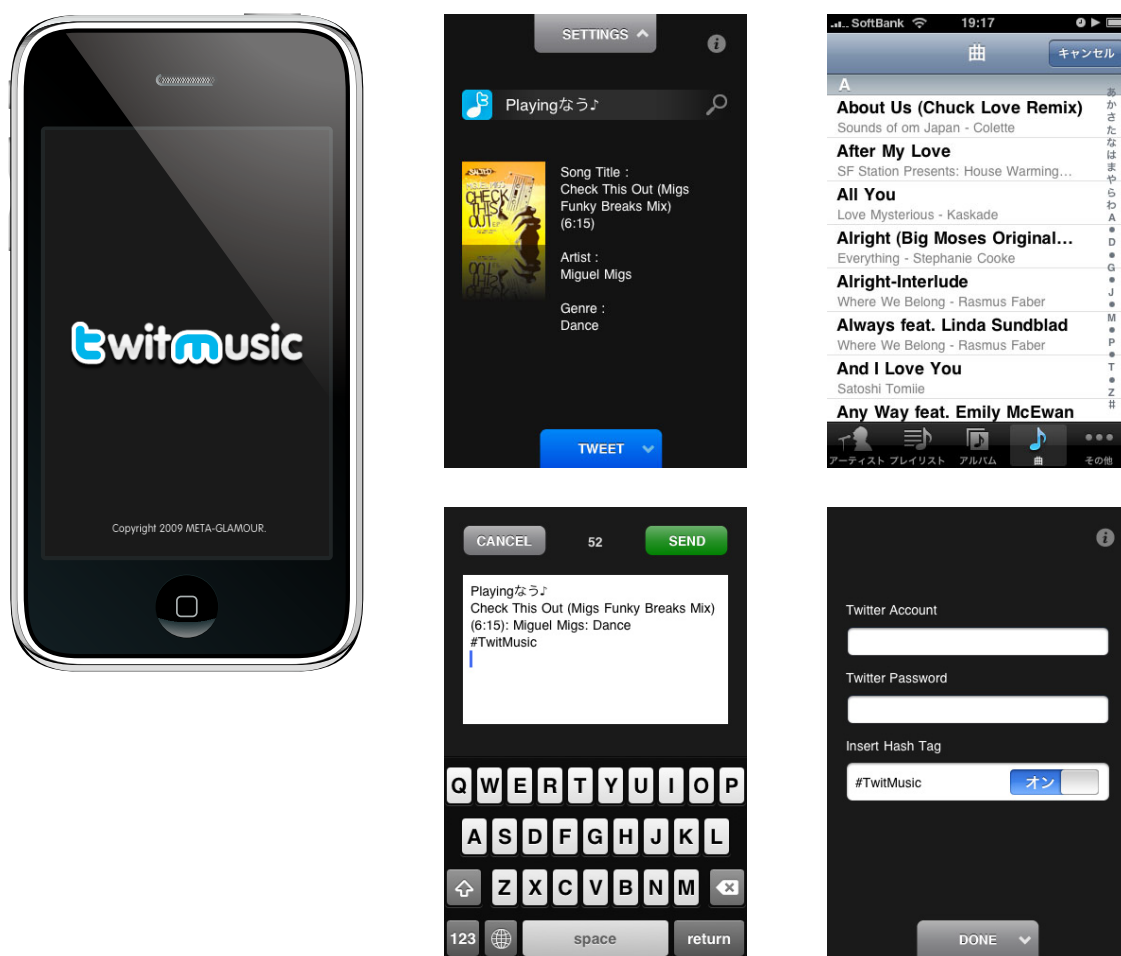 twitmusic
Copyright 2009 META-GLAMOUR.
SETTINGS
Playingなう♪
CHECK
THIS
OUT
Song Title :
Check This Out (Migs
Funky Breaks Mix)
(6:15)
Artist :
Miguel Migs
Genre :
Dance
TWEET
SoftBank 19:17
曲
キャンセル
A
About Us (Chuck Love Remix)
Sounds of om Japan - Colette
After My Love
SF Station Presents: House Warming...
All You
Love Mysterious - Kaskade
Alright (Big Moses Original...
Everything - Stephanie Cooke
Alright-Interlude
Where We Belong - Rasmus Faber
Always feat. Linda Sundblad
Where We Belong - Rasmus Faber
And I Love You
Satoshi Tomiie
Any Way feat. Emily McEwan
あ
か
さ
た
な
は
ま
や
ら
わ
A
D
G
J
M
P
T
Z
#
アーティスト プレイリスト アルバム 曲 その他
CANCEL 52 SEND
Playingなう♪
Check This Out (Migs Funky Breaks Mix)
(6:15): Miguel Migs: Dance
#TwitMusic
Q W E R T Y U I O P
A S D F G H J K L
Z X C V B N M
123 space return
i
Twitter Account
Twitter Password
Insert Hash Tag
#TwitMusic オン
DONE